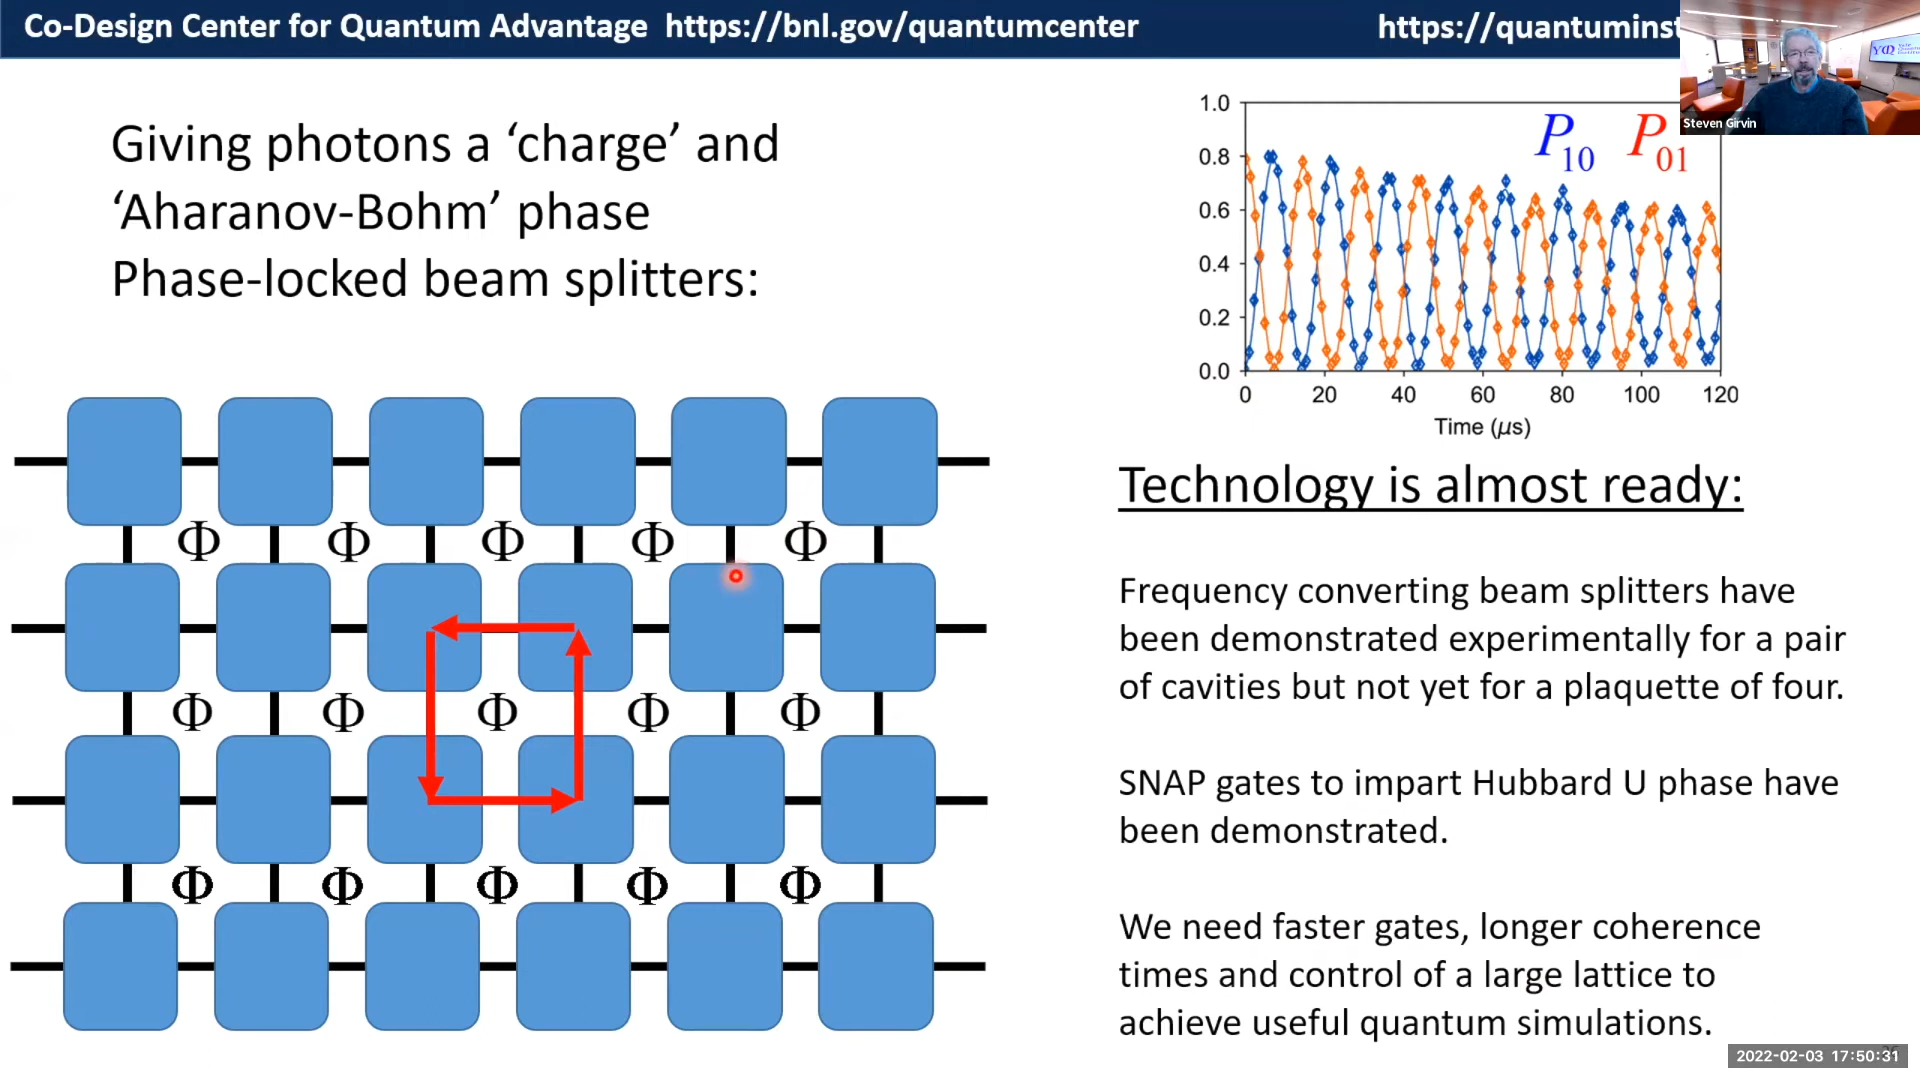 Co-Design Center for Quantum Advantage https://bnl.gov/quantumcenter
https://quantuminst
Steven Girvin
Giving photons a ‘charge’ and
‘Aharanov-Bohm’ phase
Phase-locked beam splitters:
P10 P01
1.0
0.8
0.6
0.4
0.2
0.0
0 20 40 60 80 100 120
Time (μs)
Φ Φ Φ Φ Φ
Φ Φ Φ Φ Φ
Φ Φ Φ Φ Φ
Technology is almost ready:
Frequency converting beam splitters have
been demonstrated experimentally for a pair
of cavities but not yet for a plaquette of four.
SNAP gates to impart Hubbard U phase have
been demonstrated.
We need faster gates, longer coherence
times and control of a large lattice to
achieve useful quantum simulations.
2022-02-03 17:50:31